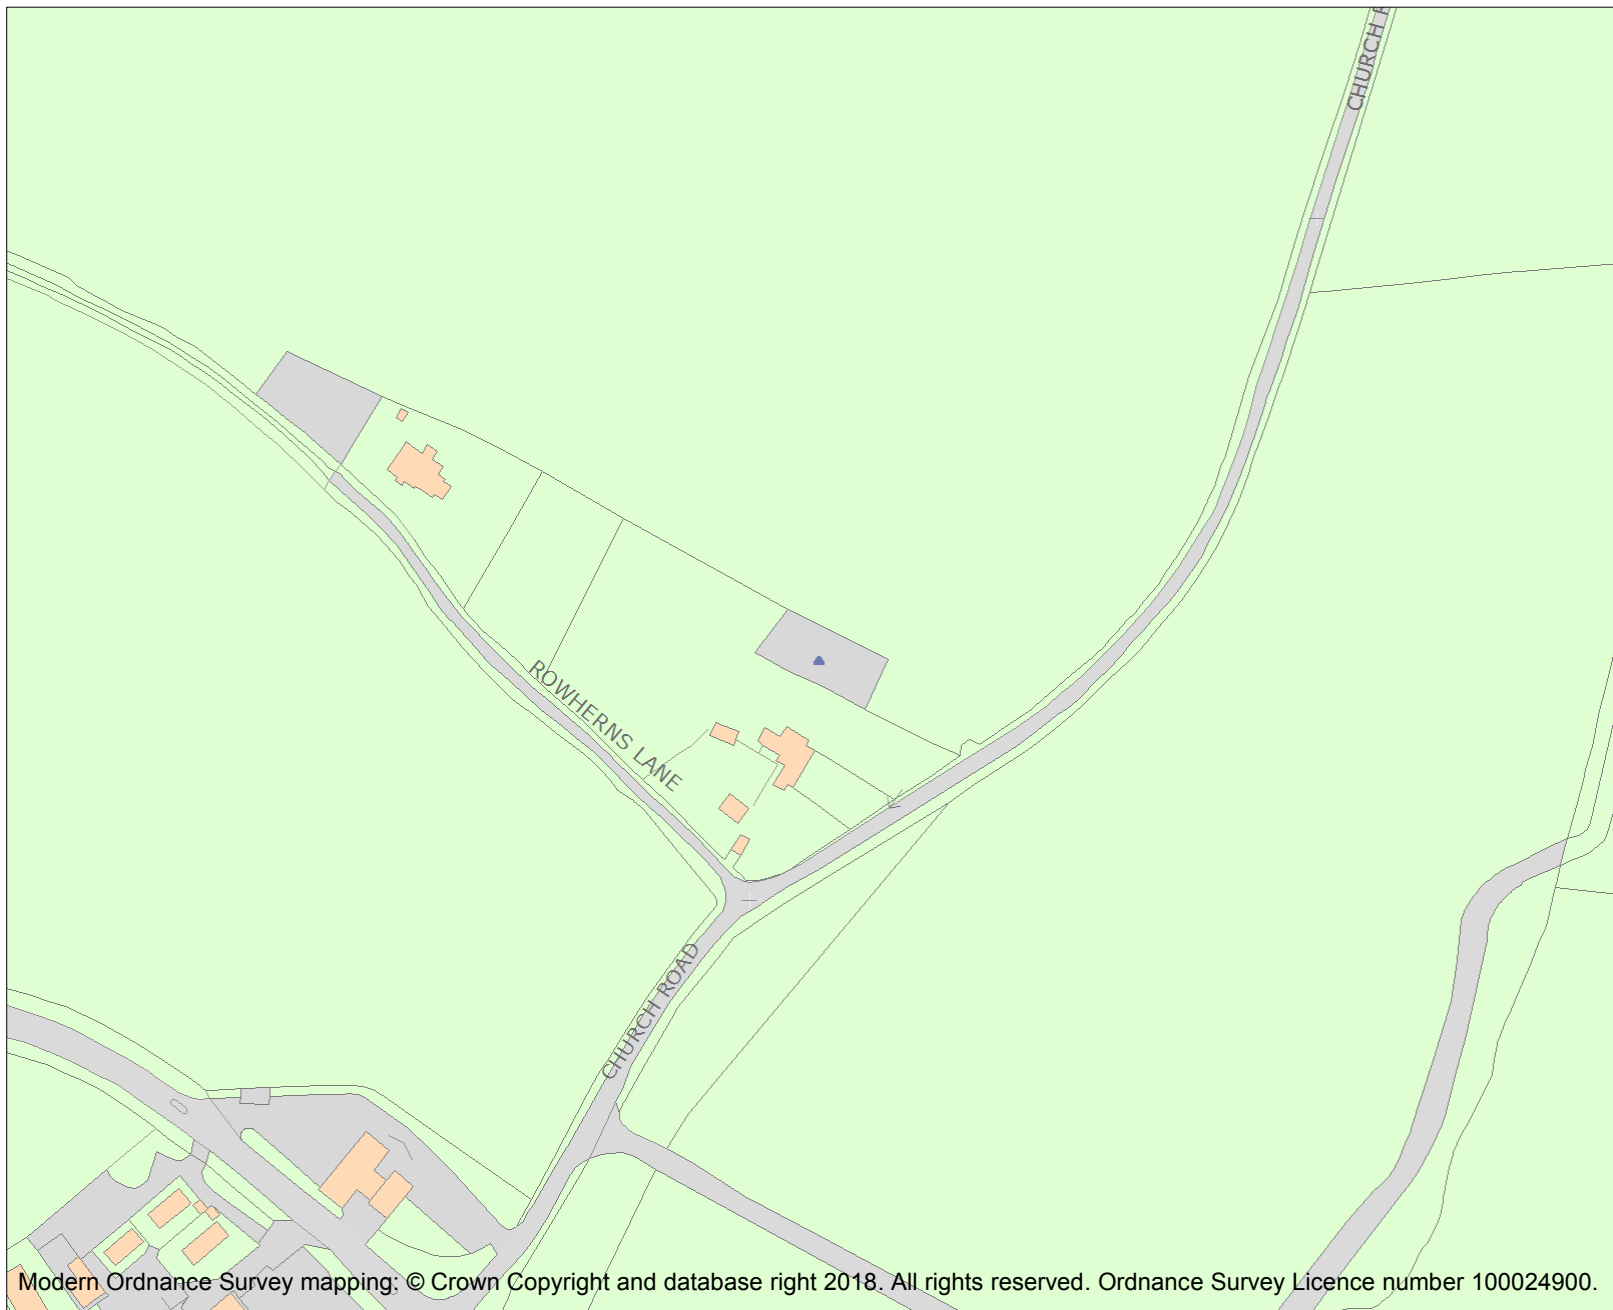 CHURCH R
ROWHERNS LANE
CHURCH ROAD
Modern Ordnance Survey mapping: © Crown Copyright and database right 2018. All rights reserved. Ordnance Survey Licence number 100024900.